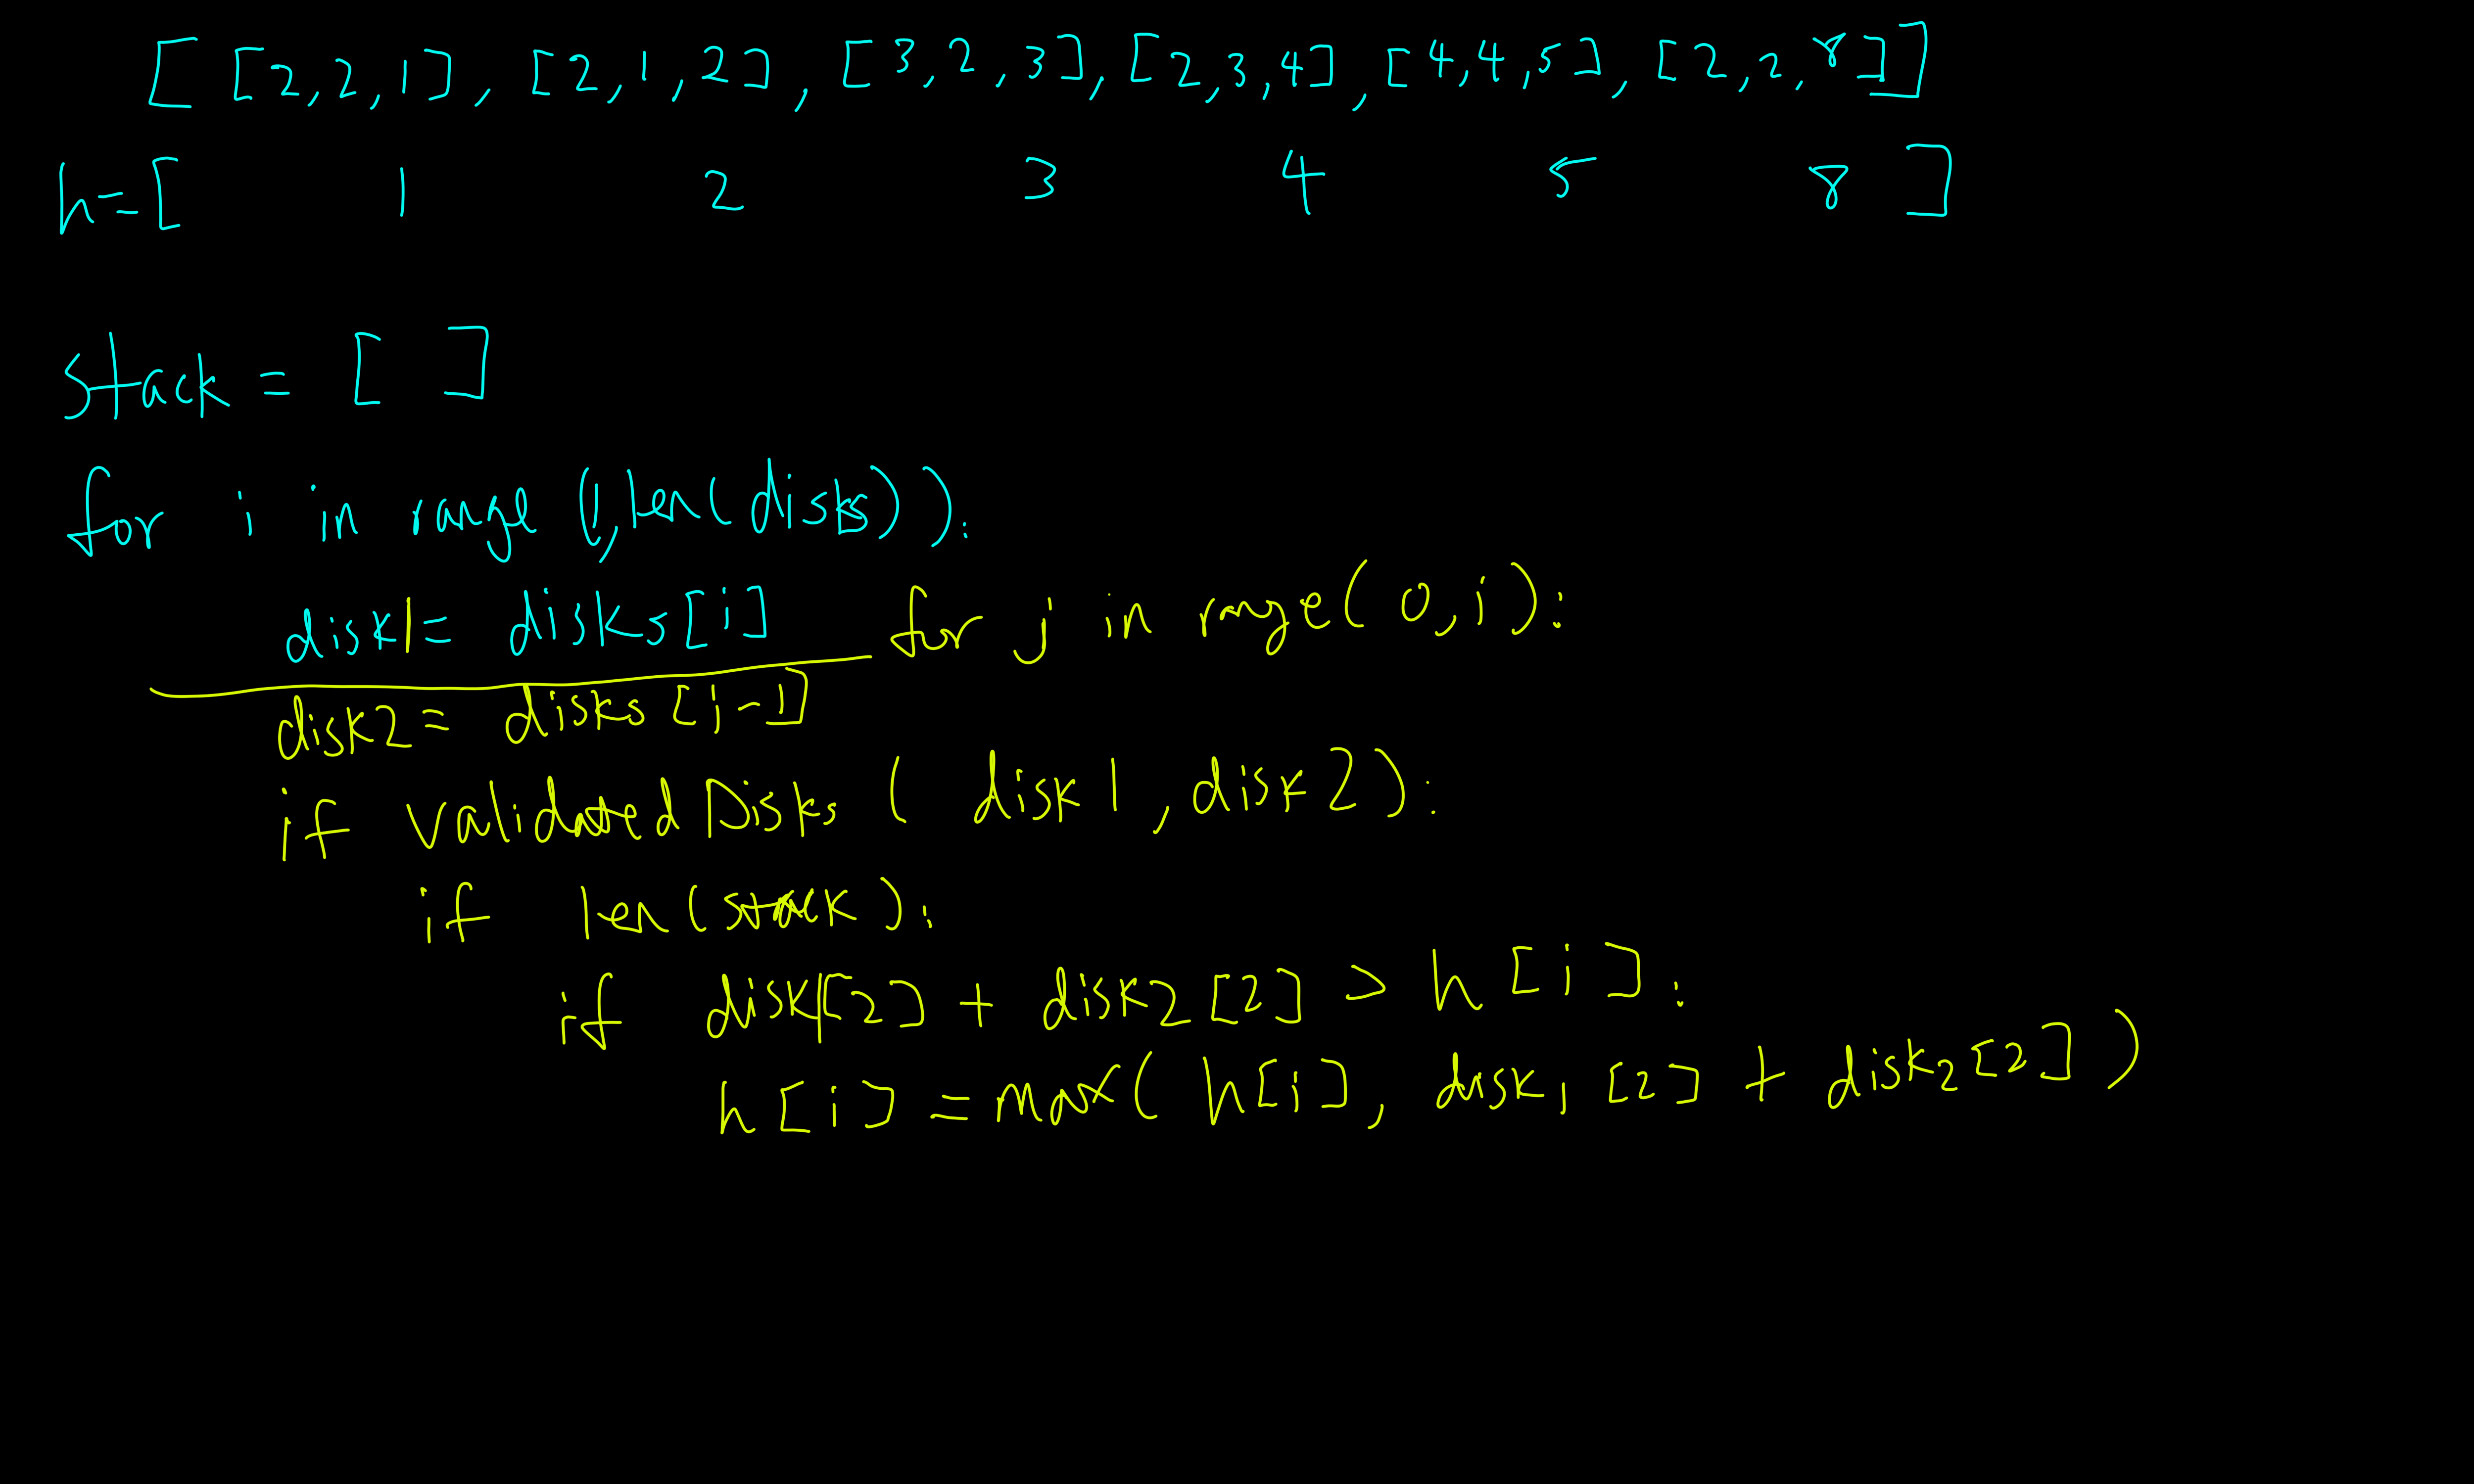 [ [2,2,1], [2,1,2], [3,2,3], [2,3,4], [4,4,5], [2,2,8] ]
h=[ 1 2 3 4 5 8 ]
stack = [ ]
for i in range (1,len(disks)):
disk1= disks[i] for j in range(0,i):
disk2= disks[j-1]
if validatedDisks ( disk1, disk2):
if len(stack):
if disk1[2] + disk2[2] > h[i]:
h[i] =max( h[i], disk1[2] + disk2[2])